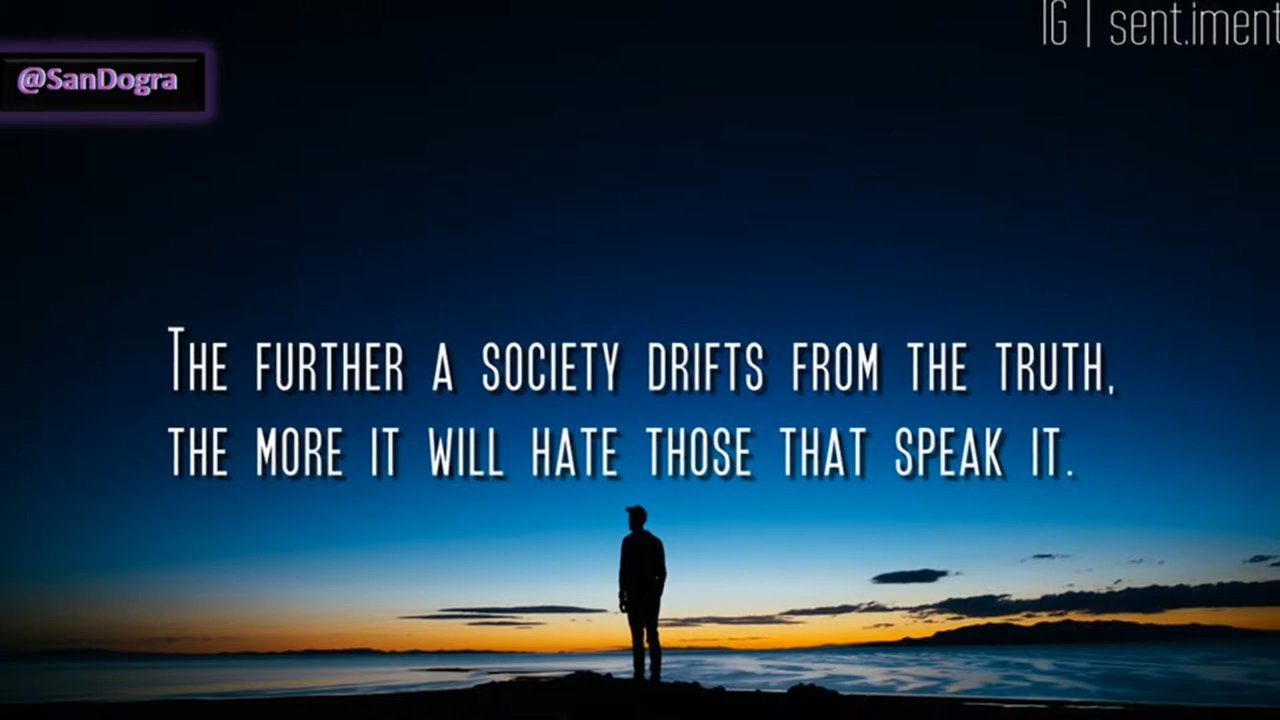 IG | sent.iment
@SanDogra
The further a society drifts from the truth,
the more it will hate those that speak it.